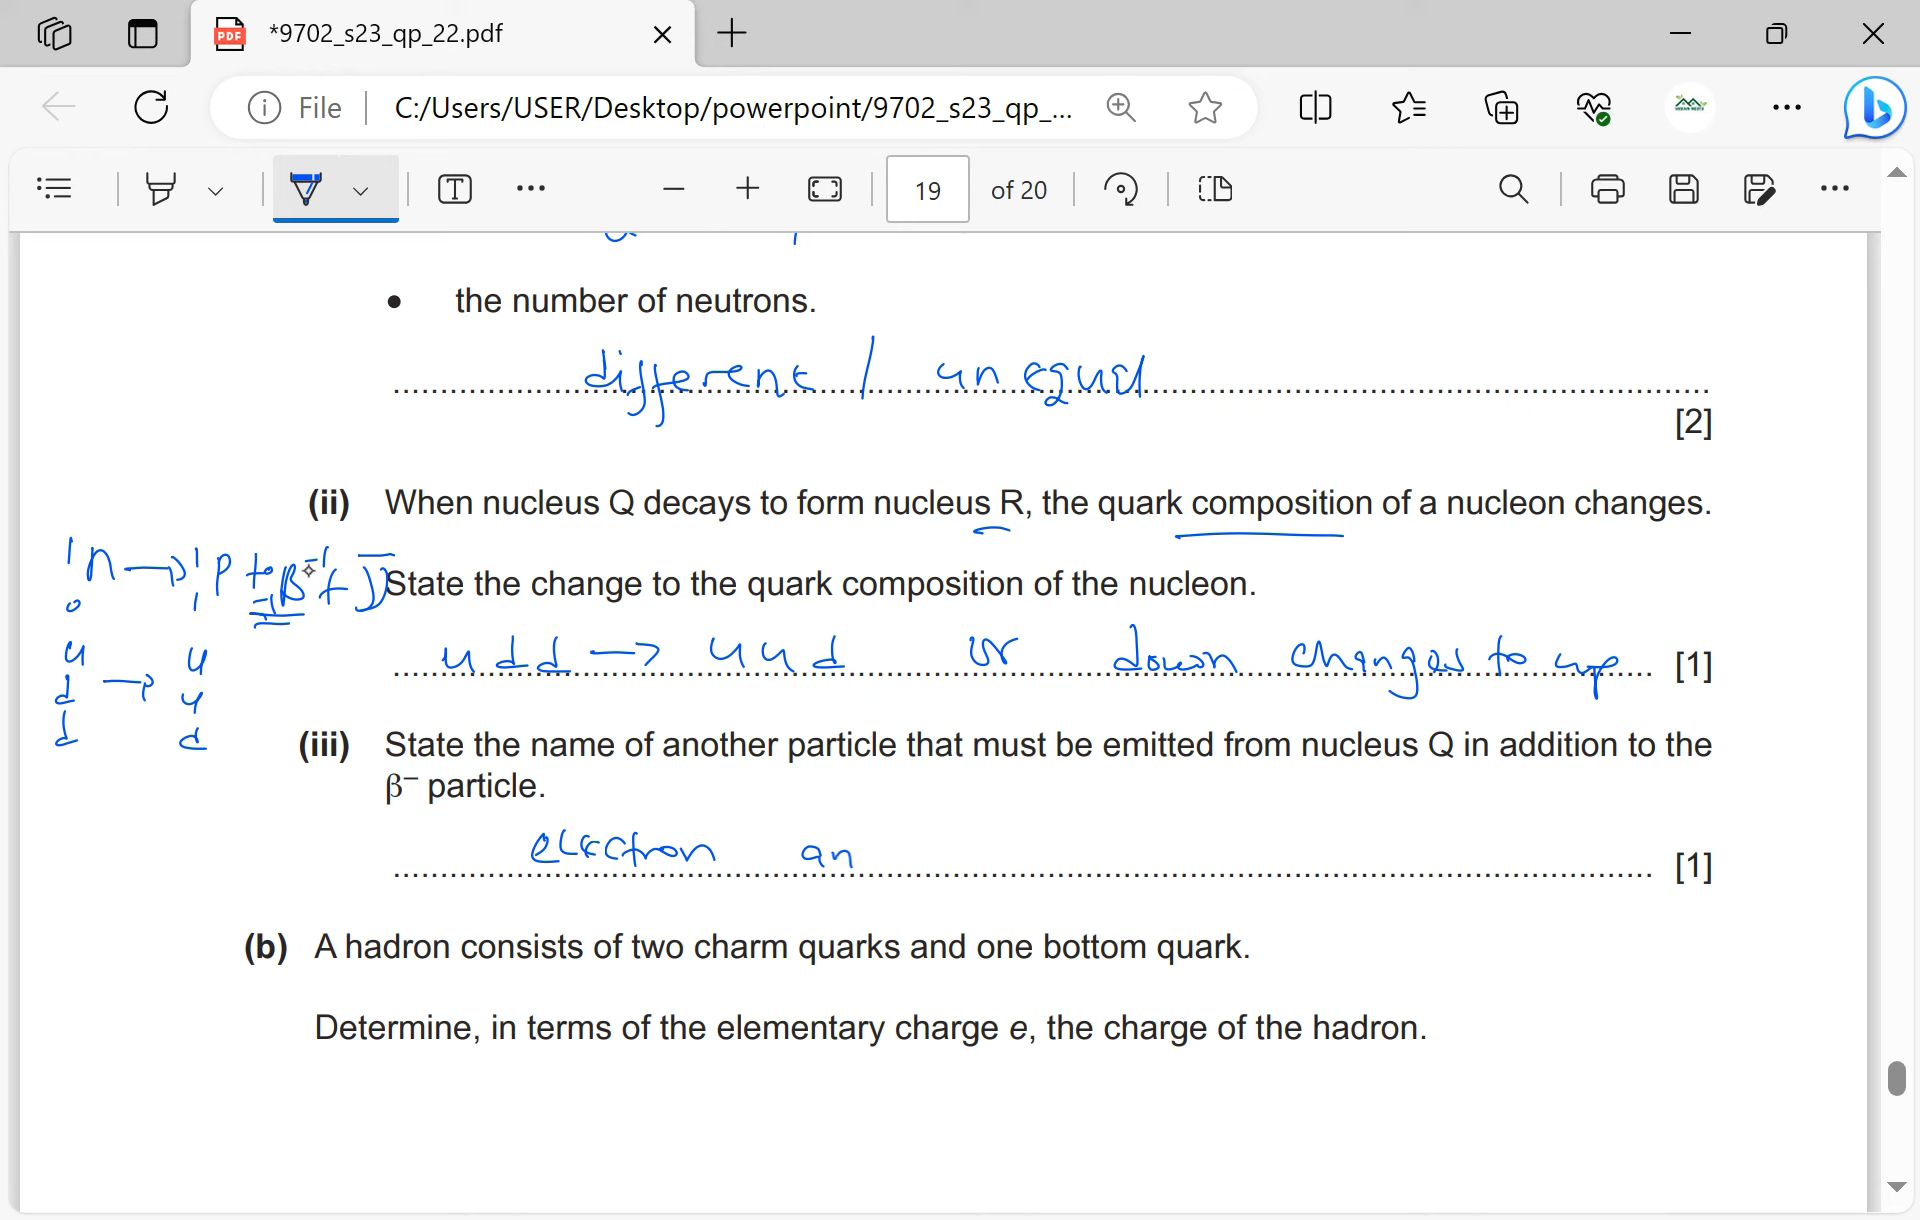 *9702_s23_qp_22.pdf
File
C:/Users/USER/Desktop/powerpoint/9702_s23_qp_...
19 of 20
• the number of neutrons.
different / unequal
[2]
(ii) When nucleus Q decays to form nucleus R, the quark composition of a nucleon changes.
State the change to the quark composition of the nucleon.
udd → uud or down changes to up [1]
u u
d → u
d d
(iii) State the name of another particle that must be emitted from nucleus Q in addition to the
β⁻ particle.
electron an
[1]
(b) A hadron consists of two charm quarks and one bottom quark.
Determine, in terms of the elementary charge e, the charge of the hadron.